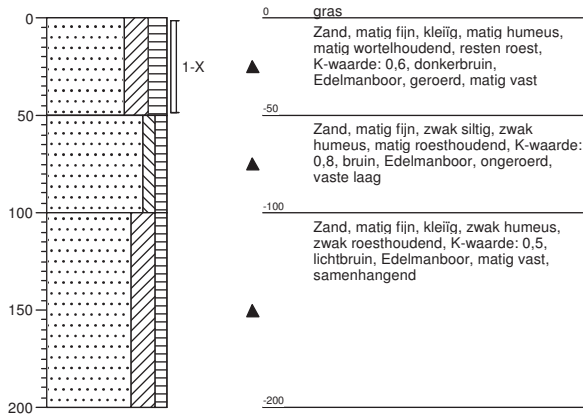 0
50
100
150
200
1-X
0 gras
Zand, matig fijn, kleiïg, matig humeus,
matig wortelhoudend, resten roest,
K-waarde: 0,6, donkerbruin,
Edelmanboor, geroerd, matig vast
-50
Zand, matig fijn, zwak siltig, zwak
humeus, matig roesthoudend, K-waarde:
0,8, bruin, Edelmanboor, ongeroerd,
vaste laag
-100
Zand, matig fijn, kleiïg, zwak humeus,
zwak roesthoudend, K-waarde: 0,5,
lichtbruin, Edelmanboor, matig vast,
samenhangend
-200